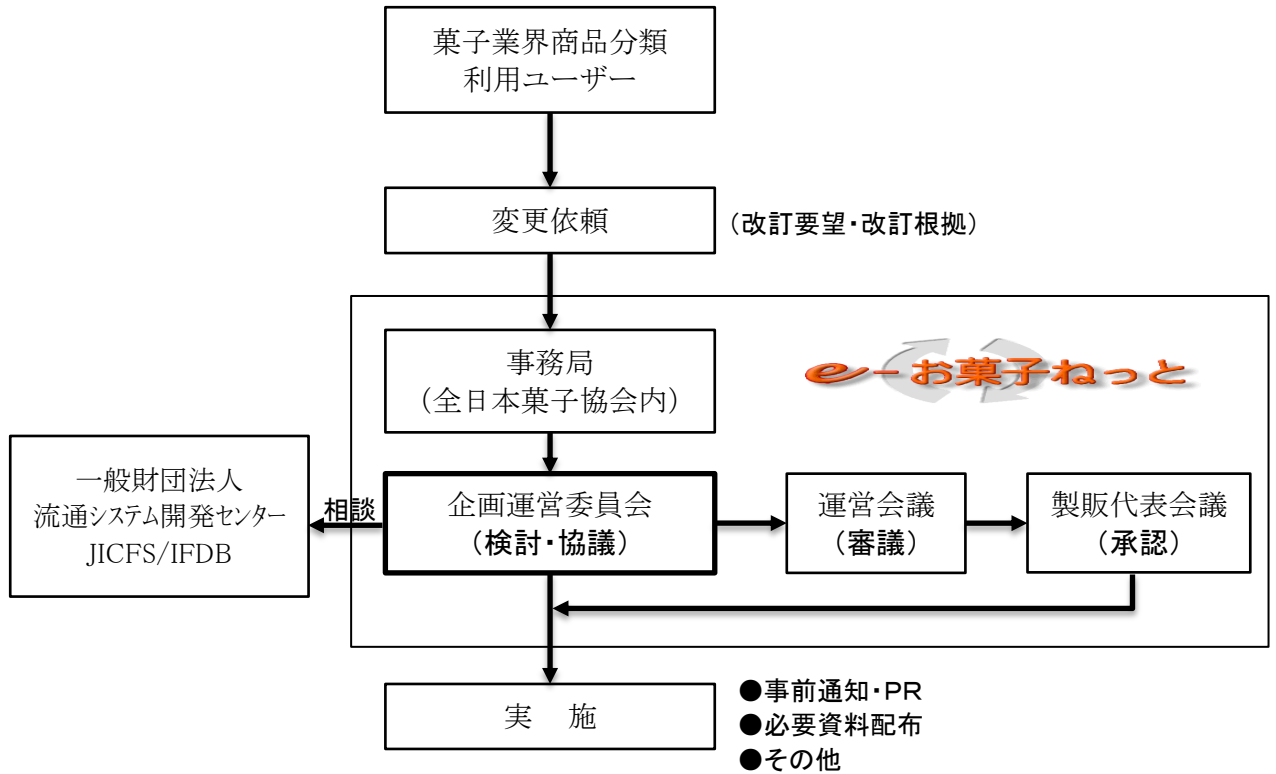 菓子業界商品分類
利用ユーザー
変更依頼
(改訂要望・改訂根拠)
事務局
(全日本菓子協会内)
e-お菓子ねっと
一般財団法人
流通システム開発センター
JICFS/IFDB
相談
企画運営委員会
(検討・協議)
運営会議
(審議)
製販代表会議
(承認)
実 施
●事前通知・PR
●必要資料配布
●その他